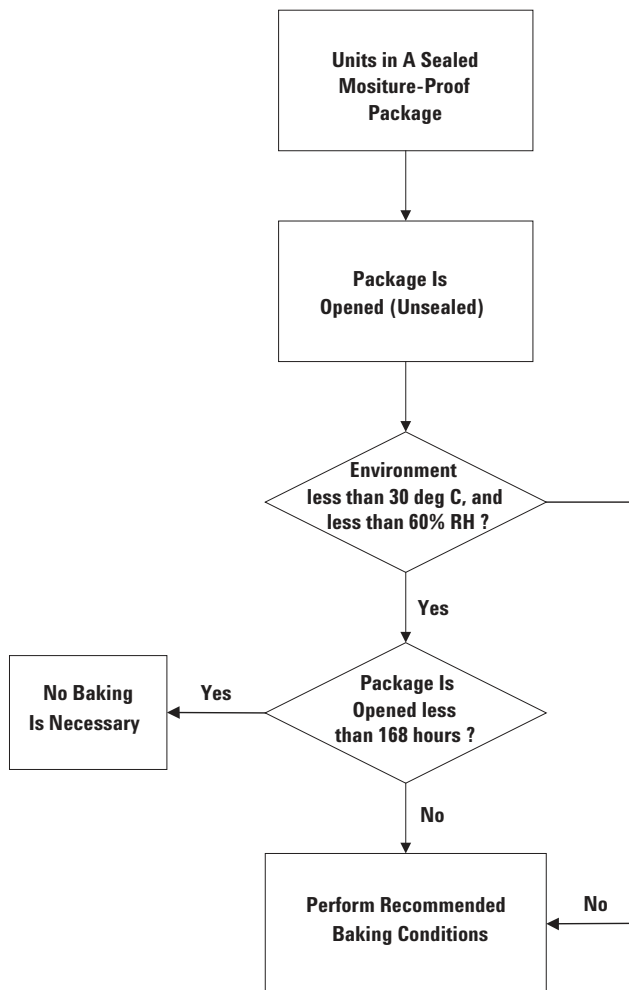 Units in A Sealed
Mositure-Proof
Package
Package Is
Opened (Unsealed)
Environment
less than 30 deg C, and
less than 60% RH ?
Yes
No Baking
Is Necessary
Yes
Package Is
Opened less
than 168 hours ?
No
Perform Recommended
Baking Conditions
No